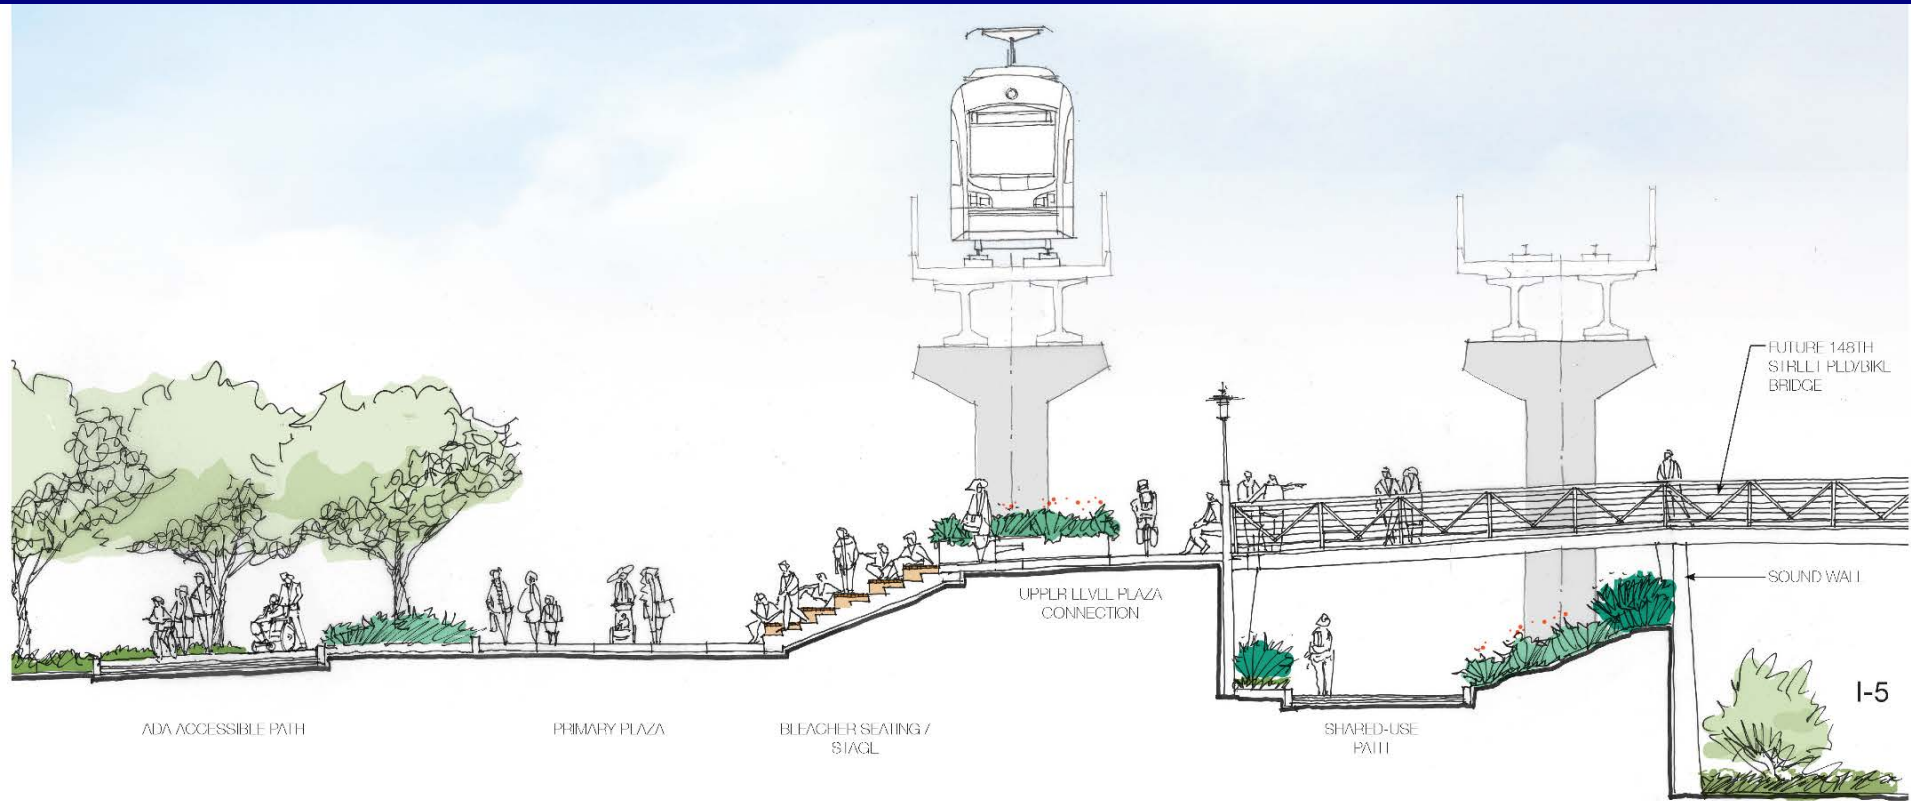 FUTURE 148TH
STREET PED/BIKE
BRIDGE
SOUND WALL
UPPER LEVEL PLAZA
CONNECTION
I-5
ADA ACCESSIBLE PATH
PRIMARY PLAZA
BLEACHER SEATING /
STAGE
SHARED-USE
PATH